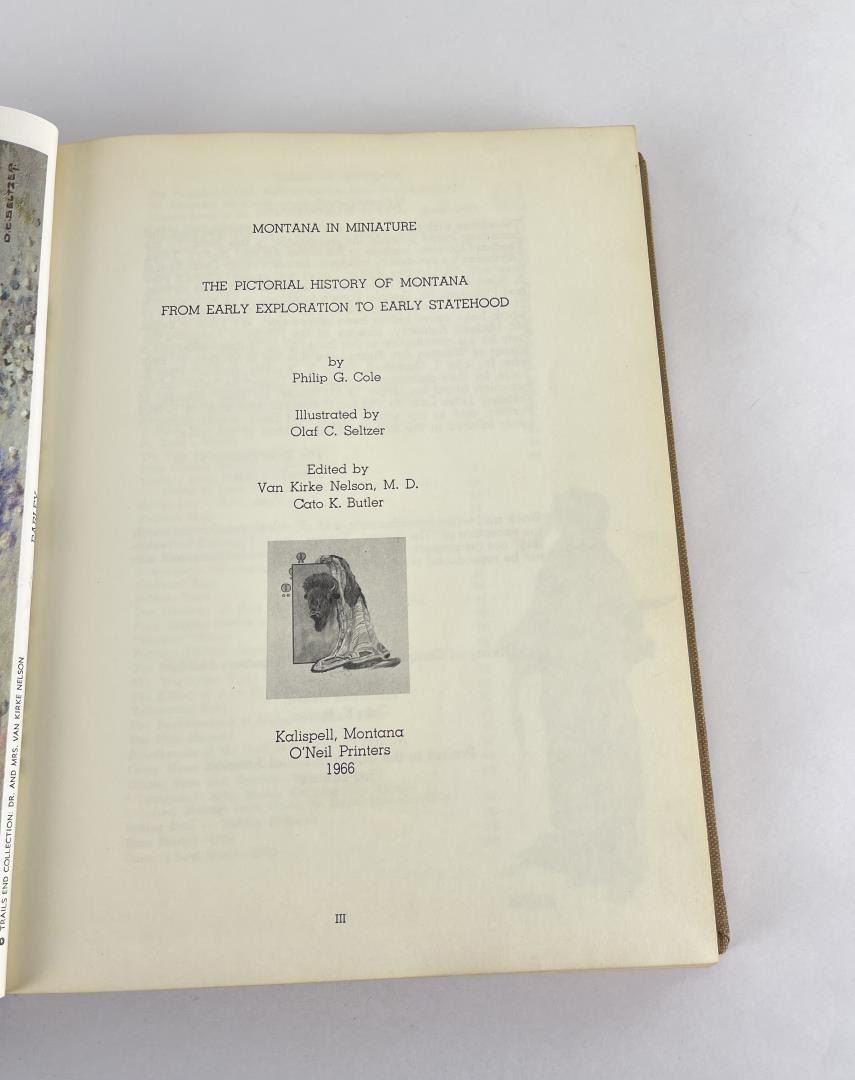 O.C. SELTZER
PARLEY
TRAILS END COLLECTION: DR. AND MRS. VAN KIRKE NELSON
MONTANA IN MINIATURE
THE PICTORIAL HISTORY OF MONTANA
FROM EARLY EXPLORATION TO EARLY STATEHOOD
by
Philip G. Cole
Illustrated by
Olaf C. Seltzer
Edited by
Van Kirke Nelson, M. D.
Cato K. Butler
Kalispell, Montana
O'Neil Printers
1966
III